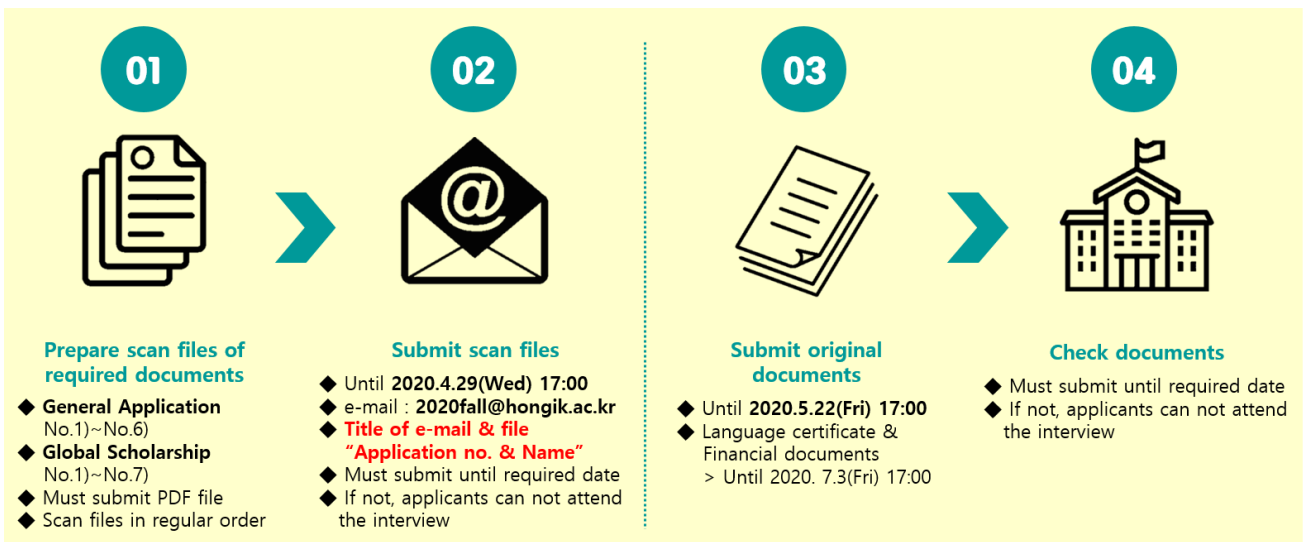 01
Prepare scan files of
required documents
◆ General Application
No.1)~No.6)
◆ Global Scholarship
No.1)~No.7)
◆ Must submit PDF file
◆ Scan files in regular order
02
@
Submit scan files
◆ Until 2020.4.29(Wed) 17:00
◆ e-mail : 2020fall@hongik.ac.kr
◆ Title of e-mail & file
“Application no. & Name”
◆ Must submit until required date
◆ If not, applicants can not attend
the interview
03
Submit original
documents
◆ Until 2020.5.22(Fri) 17:00
◆ Language certificate &
Financial documents
> Until 2020. 7.3(Fri) 17:00
04
Check documents
◆ Must submit until required date
◆ If not, applicants can not attend
the interview